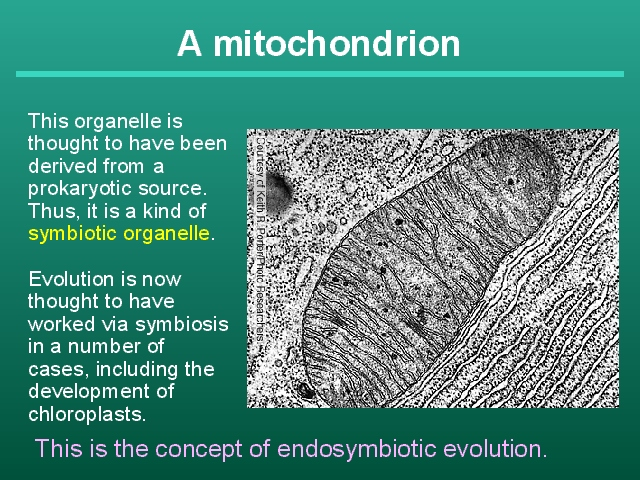 A mitochondrion
This organelle is
thought to have been
derived from a
prokaryotic source.
Thus, it is a kind of
symbiotic organelle.
Evolution is now
thought to have
worked via symbiosis
in a number of
cases, including the
development of
chloroplasts.
Courtesy of Keith R. Porter/Photo Researchers
This is the concept of endosymbiotic evolution.